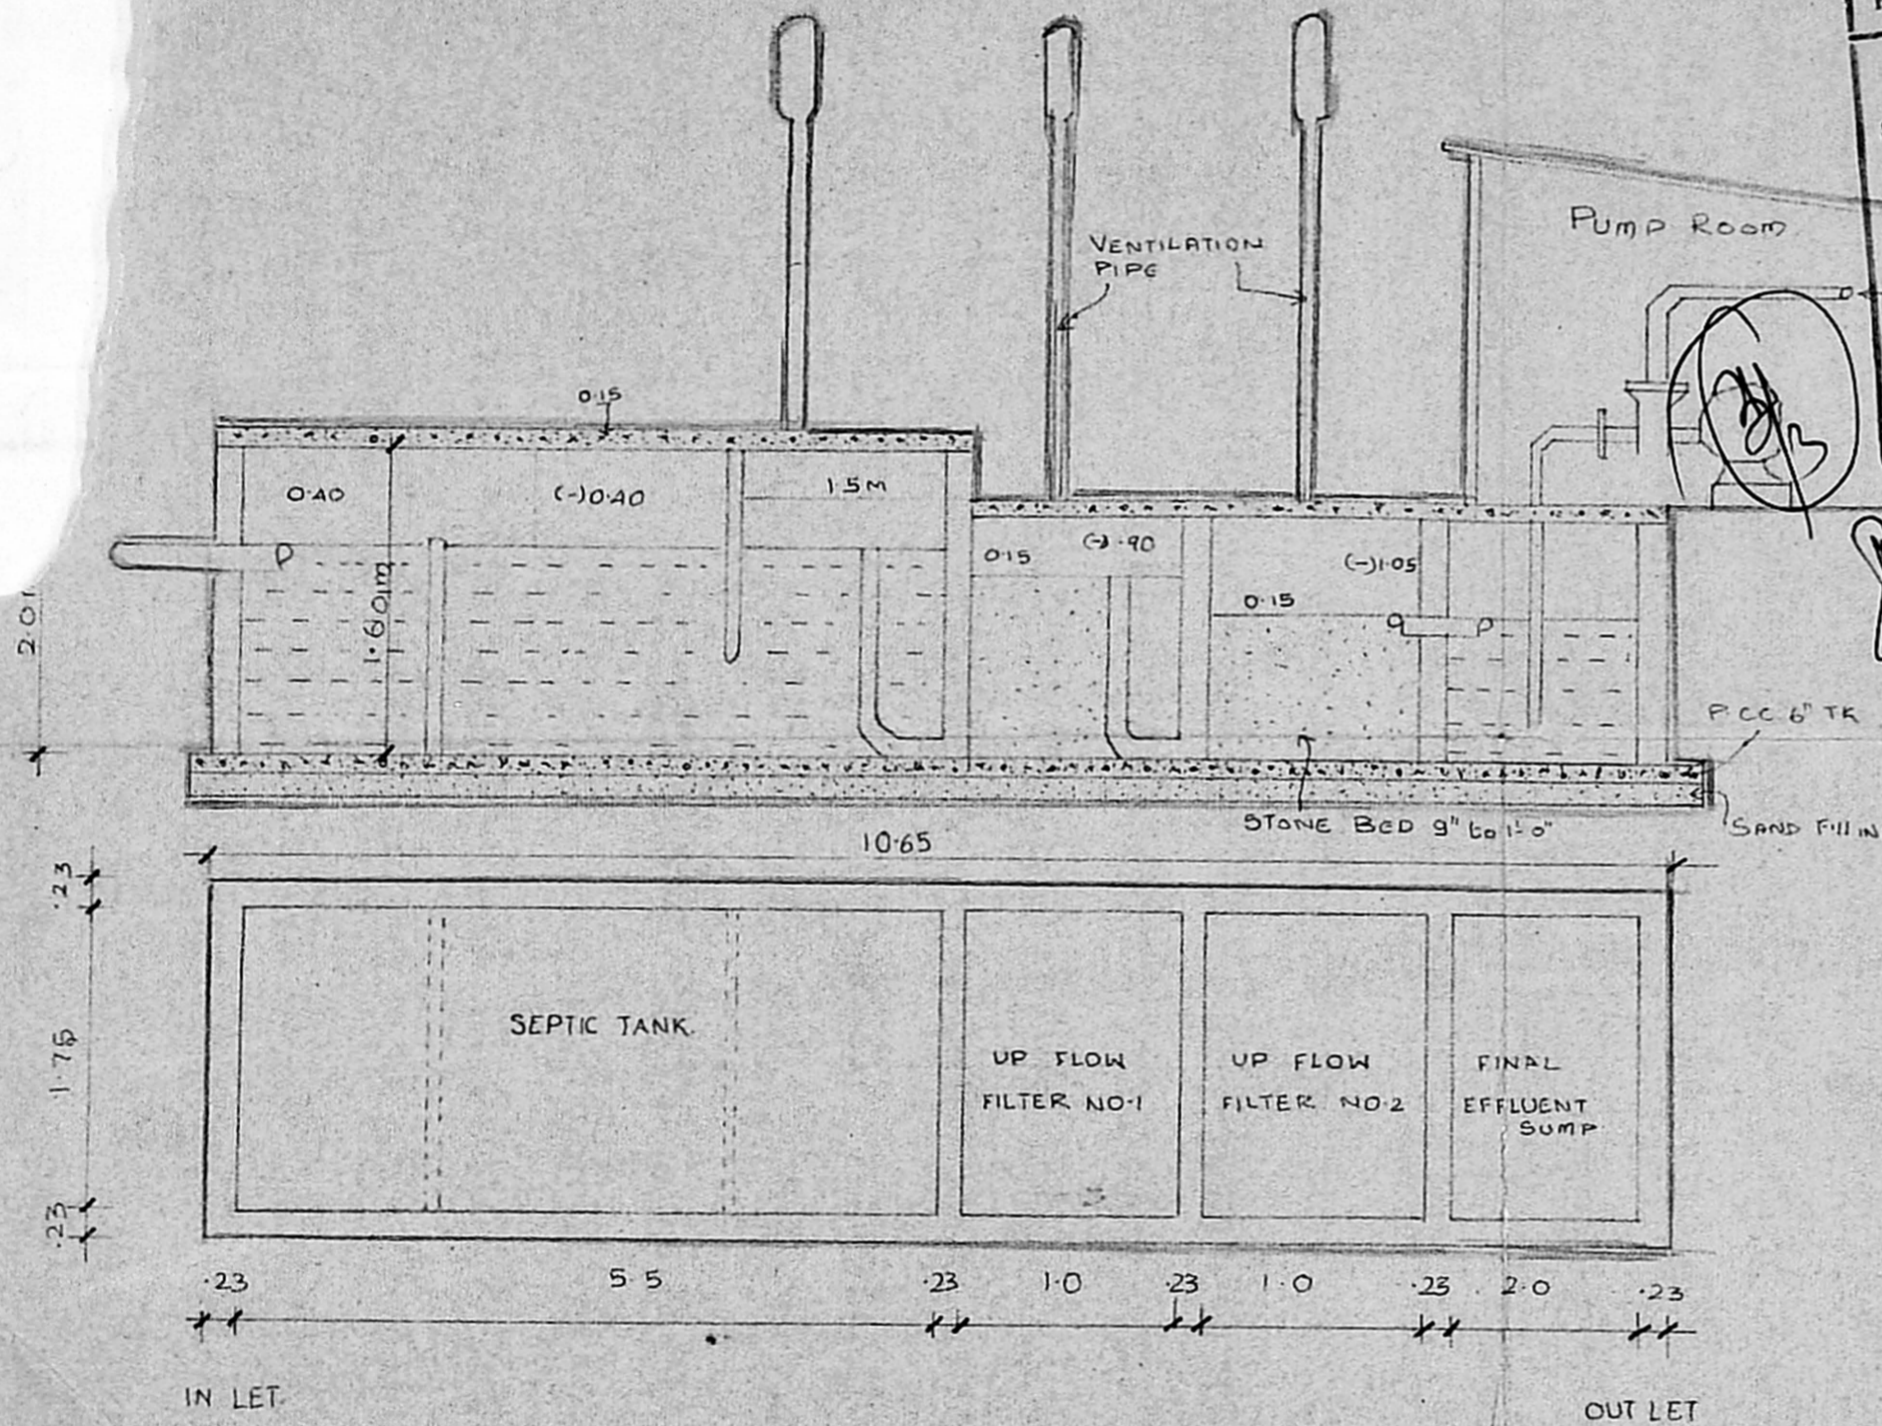 PUMP ROOM
VENTILATION
PIPE
0.15
0.40
(-)0.40
1.5M
0.15
(-).90
(-)1.05
0.15
1.601m
P.CC 6" TK
STONE BED 9" to 1'-0"
SAND Fill IN
10.65
.23
1.75
.23
SEPTIC TANK.
UP FLOW
FILTER NO.1
UP FLOW
FILTER NO.2
FINAL
EFFLUENT
SUMP
.23 5.5 .23 1.0 .23 1.0 .23 2.0 .23
IN LET.
OUT LET